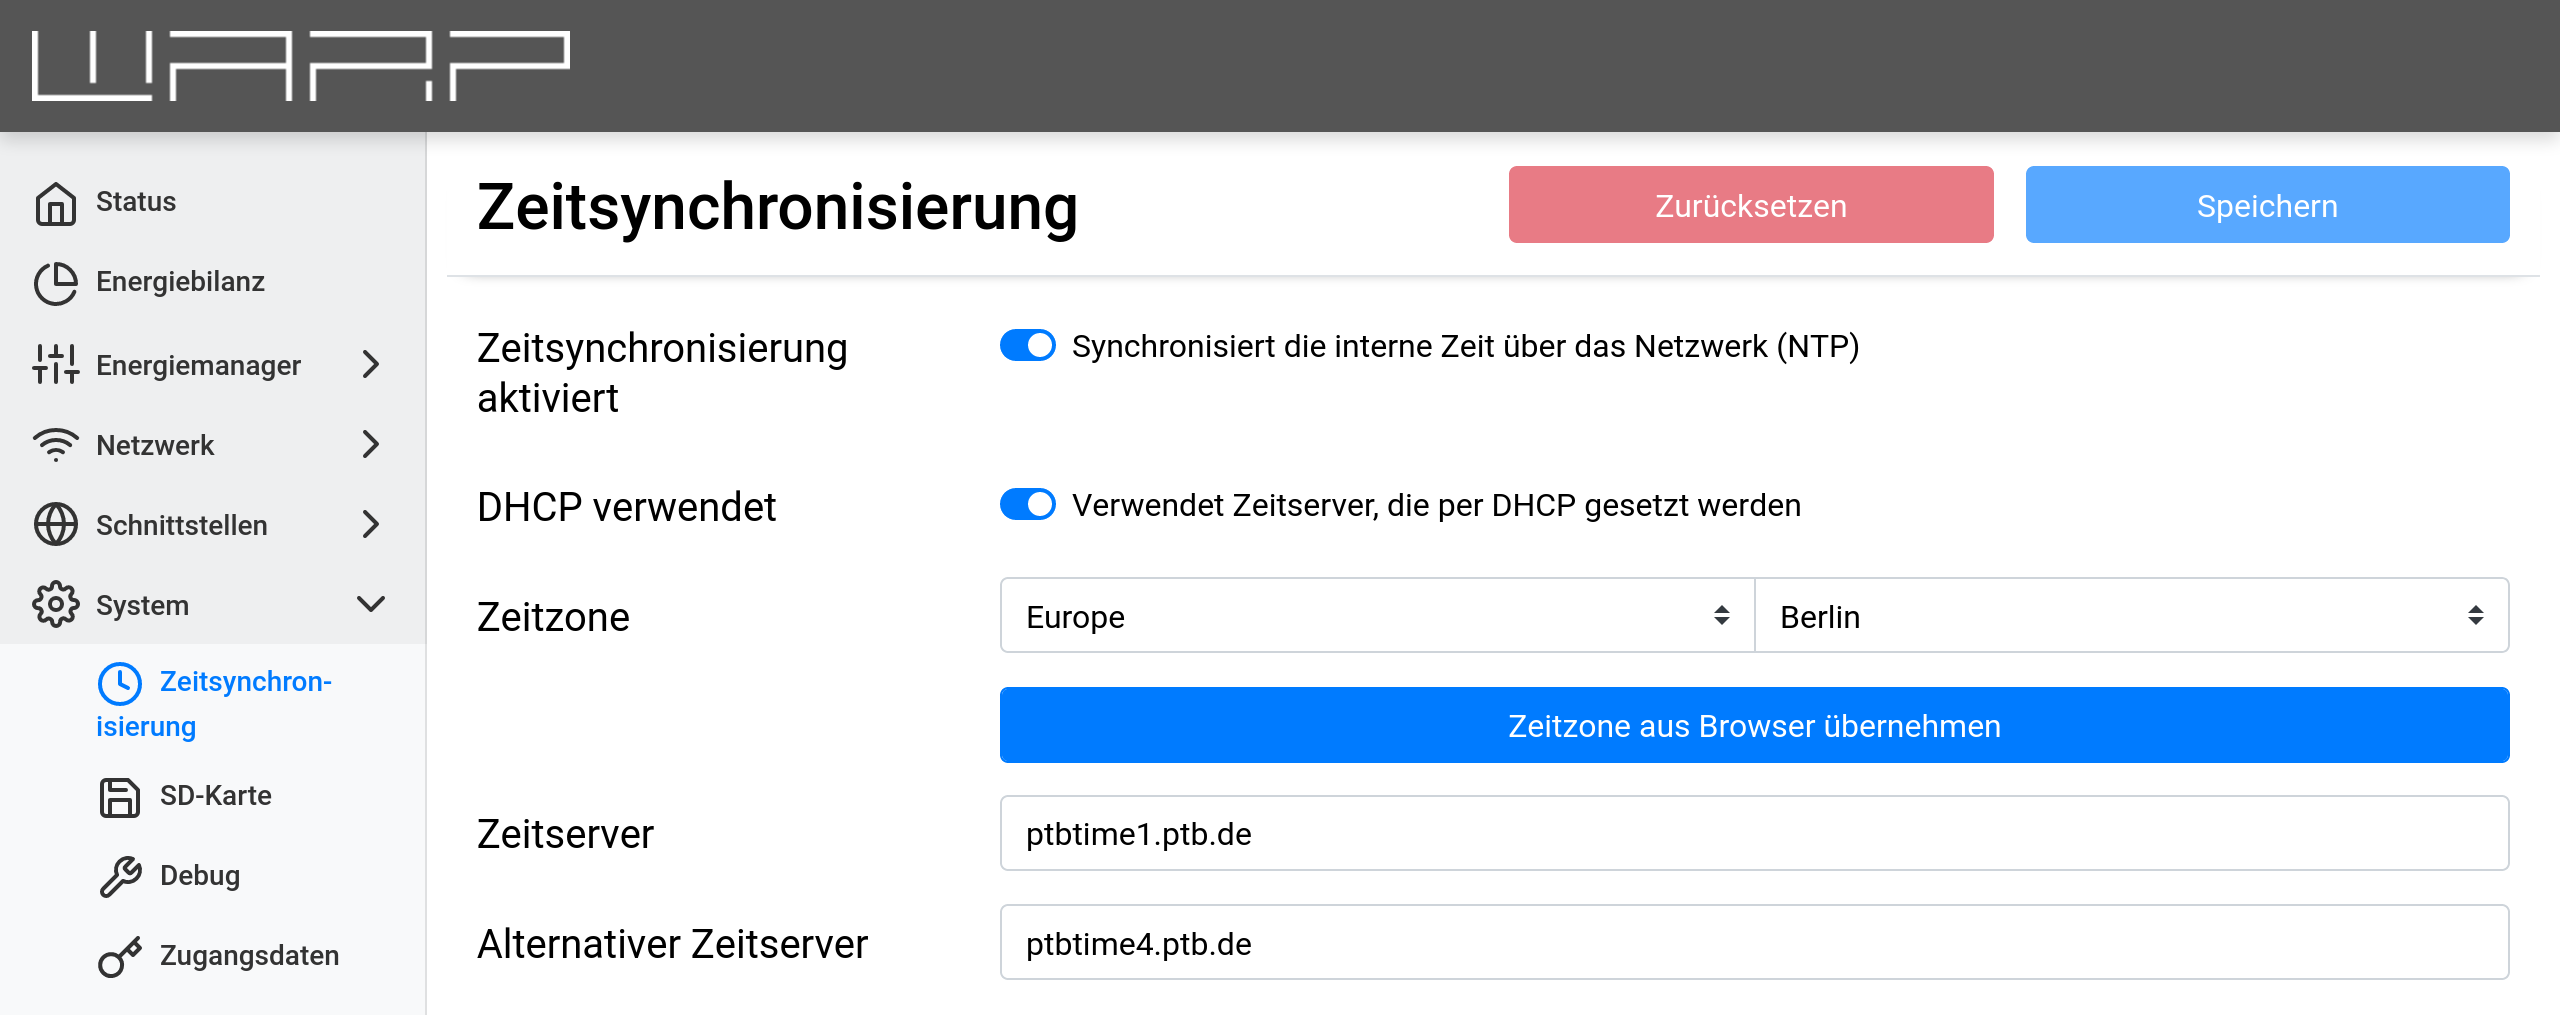 WARP
Status
Energiebilanz
Energiemanager
Netzwerk
Schnittstellen
System
Zeitsynchron-
isierung
SD-Karte
Debug
Zugangsdaten
Zeitsynchronisierung
Zurücksetzen
Speichern
Zeitsynchronisierung
aktiviert
Synchronisiert die interne Zeit über das Netzwerk (NTP)
DHCP verwendet
Verwendet Zeitserver, die per DHCP gesetzt werden
Zeitzone
Europe
Berlin
Zeitzone aus Browser übernehmen
Zeitserver
ptbtime1.ptb.de
Alternativer Zeitserver
ptbtime4.ptb.de